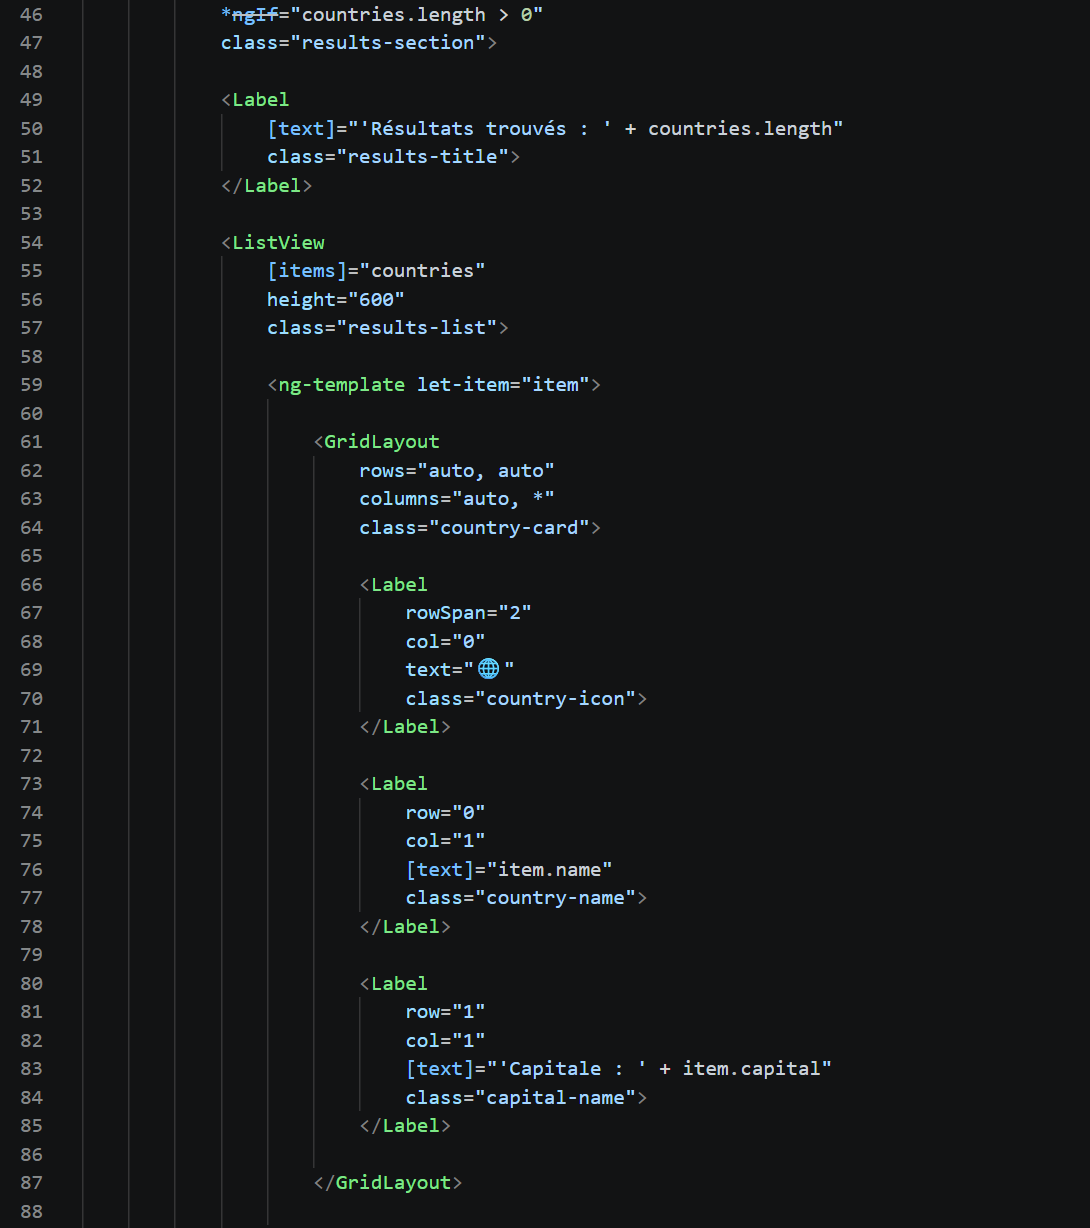 46 *ngIf="countries.length > 0"
47 class="results-section">
48
49 <Label
50 [text]="'Résultats trouvés : ' + countries.length"
51 class="results-title">
52 </Label>
53
54 <ListView
55 [items]="countries"
56 height="600"
57 class="results-list">
58
59 <ng-template let-item="item">
60
61 <GridLayout
62 rows="auto, auto"
63 columns="auto, *"
64 class="country-card">
65
66 <Label
67 rowSpan="2"
68 col="0"
69 text="🌐"
70 class="country-icon">
71 </Label>
72
73 <Label
74 row="0"
75 col="1"
76 [text]="item.name"
77 class="country-name">
78 </Label>
79
80 <Label
81 row="1"
82 col="1"
83 [text]="'Capitale : ' + item.capital"
84 class="capital-name">
85 </Label>
86
87 </GridLayout>
88